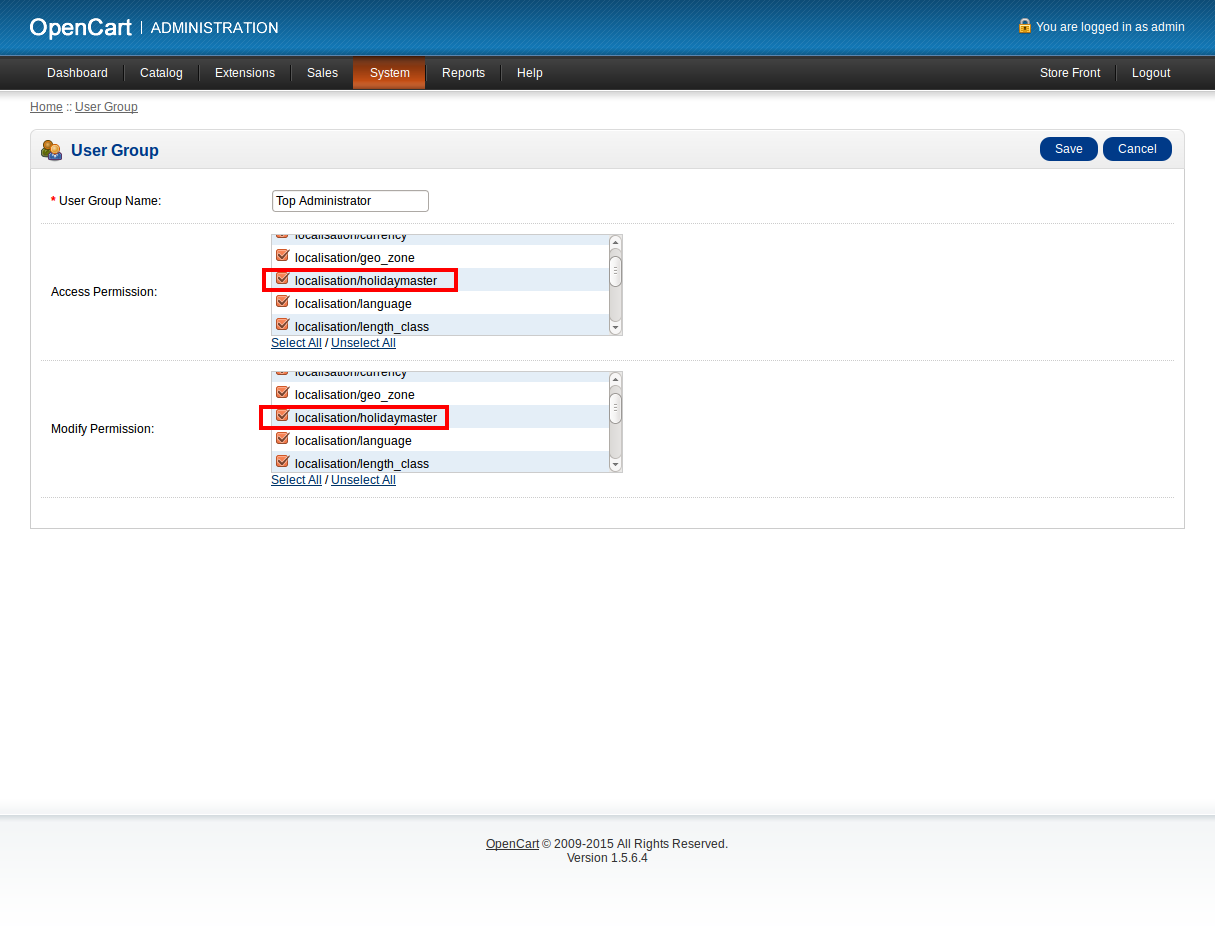 OpenCart | ADMINISTRATION
You are logged in as admin
Dashboard Catalog Extensions Sales System Reports Help Store Front Logout
Home :: User Group
User Group
Save Cancel
* User Group Name: Top Administrator
Access Permission:
localisation/currency
localisation/geo_zone
localisation/holidaymaster
localisation/language
localisation/length_class
Select All / Unselect All
Modify Permission:
localisation/currency
localisation/geo_zone
localisation/holidaymaster
localisation/language
localisation/length_class
Select All / Unselect All
OpenCart © 2009-2015 All Rights Reserved.
Version 1.5.6.4